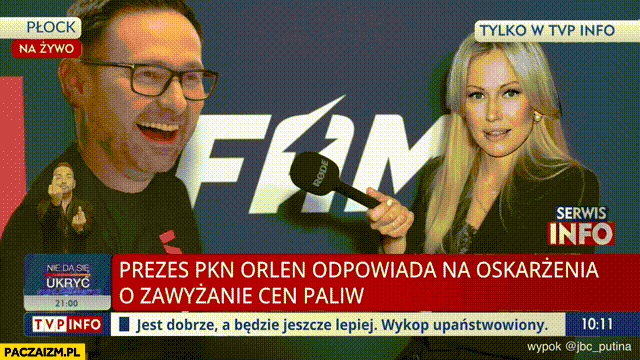 PŁOCK
NA ŻYWO
TYLKO W TVP INFO
FAM
RØDE
SERWIS
INFO
NIE DA SIĘ
UKRYĆ
21:00
PREZES PKN ORLEN ODPOWIADA NA OSKARŻENIA
O ZAWYŻANIE CEN PALIW
TVP INFO
Jest dobrze, a będzie jeszcze lepiej. Wykop upaństwowiony.
10:11
PACZAIZM.PL
wypok @jbc_putina